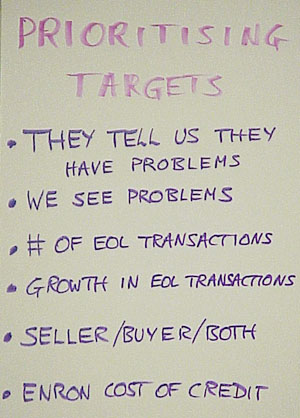 PRIORITISING
TARGETS
• THEY TELL US THEY
HAVE PROBLEMS
• WE SEE PROBLEMS
• # OF EOL TRANSACTIONS
• GROWTH IN EOL TRANSACTIONS
• SELLER/BUYER/BOTH
• ENRON COST OF CREDIT